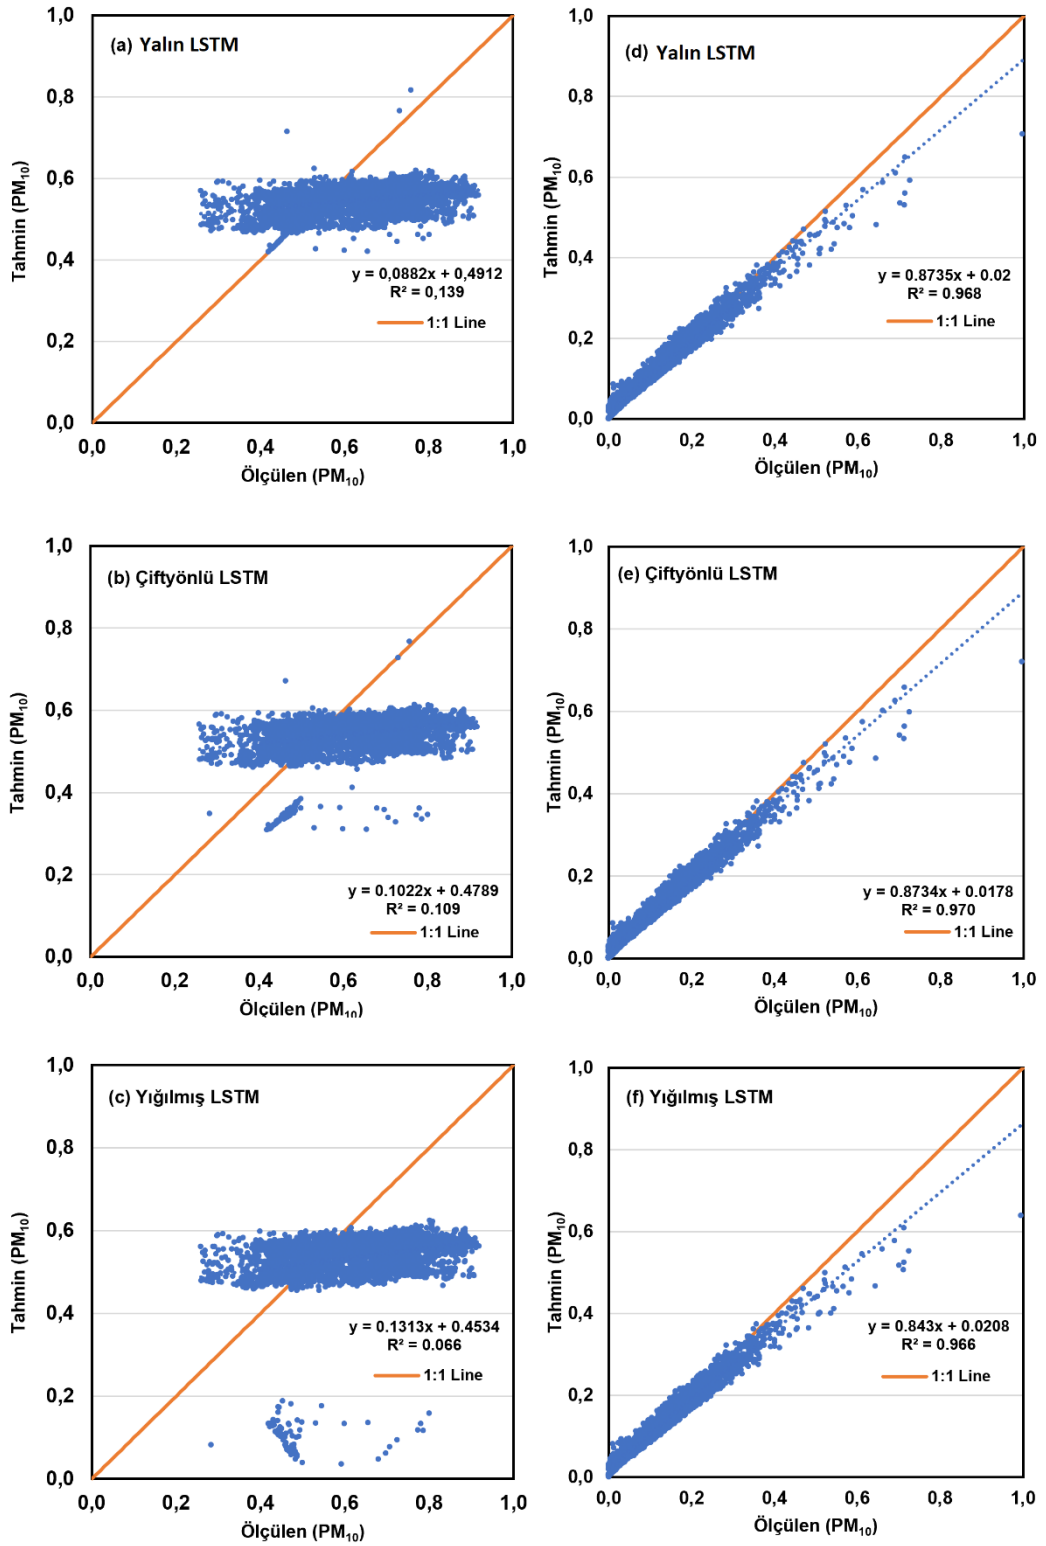 (a) Yalın LSTM
1,0
0,8
0,6
0,4
0,2
0,0
Tahmin (PM₁₀)
y = 0,0882x + 0,4912
R² = 0,139
1:1 Line
0,0 0,2 0,4 0,6 0,8 1,0
Ölçülen (PM₁₀)
(d) Yalın LSTM
1,0
0,8
0,6
0,4
0,2
0,0
Tahmin (PM₁₀)
y = 0.8735x + 0.02
R² = 0.968
1:1 Line
0,0 0,2 0,4 0,6 0,8 1,0
Ölçülen (PM₁₀)
(b) Çiftyönlü LSTM
1,0
0,8
0,6
0,4
0,2
0,0
Tahmin (PM₁₀)
y = 0.1022x + 0.4789
R² = 0.109
1:1 Line
0,0 0,2 0,4 0,6 0,8 1,0
Ölçülen (PM₁₀)
(e) Çiftyönlü LSTM
1,0
0,8
0,6
0,4
0,2
0,0
Tahmin (PM₁₀)
y = 0.8734x + 0.0178
R² = 0.970
1:1 Line
0,0 0,2 0,4 0,6 0,8 1,0
Ölçülen (PM₁₀)
(c) Yığılmış LSTM
1,0
0,8
0,6
0,4
0,2
0,0
Tahmin (PM₁₀)
y = 0.1313x + 0.4534
R² = 0.066
1:1 Line
0,0 0,2 0,4 0,6 0,8 1,0
Ölçülen (PM₁₀)
(f) Yığılmış LSTM
1,0
0,8
0,6
0,4
0,2
0,0
Tahmin (PM₁₀)
y = 0.843x + 0.0208
R² = 0.966
1:1 Line
0,0 0,2 0,4 0,6 0,8 1,0
Ölçülen (PM₁₀)